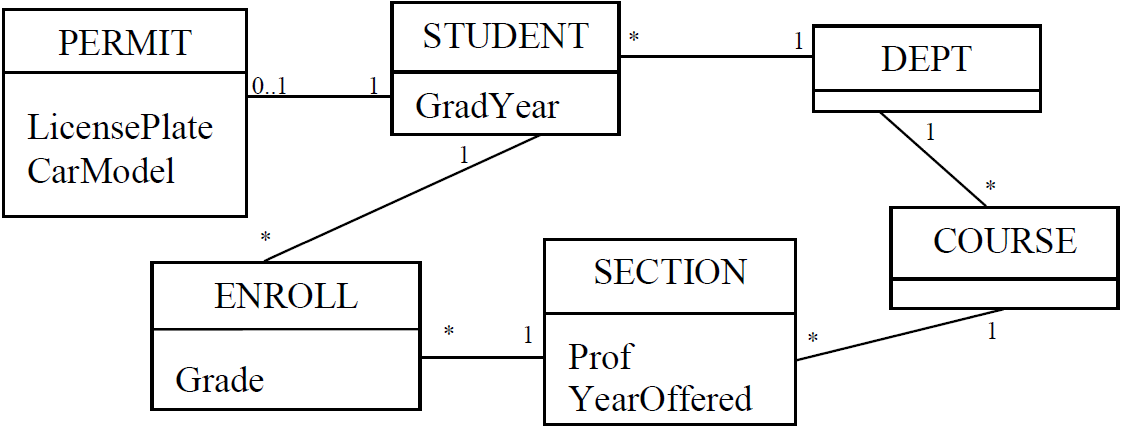 PERMIT
LicensePlate
CarModel
0..1
1
STUDENT
GradYear
*
1
DEPT
1
*
COURSE
1
*
ENROLL
Grade
*
1
SECTION
Prof
YearOffered
*
1